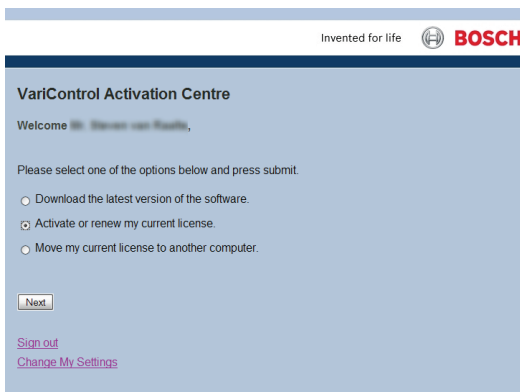 Invented for life BOSCH
VariControl Activation Centre
Welcome
Please select one of the options below and press submit.
Download the latest version of the software.
Activate or renew my current license.
Move my current license to another computer.
Next
Sign out
Change My Settings